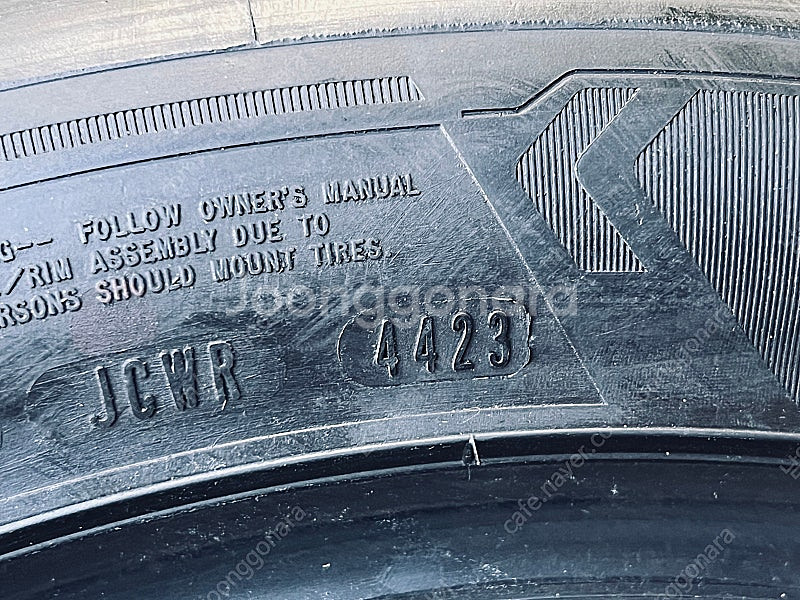 G-- FOLLOW OWNER'S MANUAL
/RIM ASSEMBLY DUE TO
RSONS SHOULD MOUNT TIRES.
Joonggonara
JCWR 4423
cafe.naver.com
Joonggonara
Joonggonara